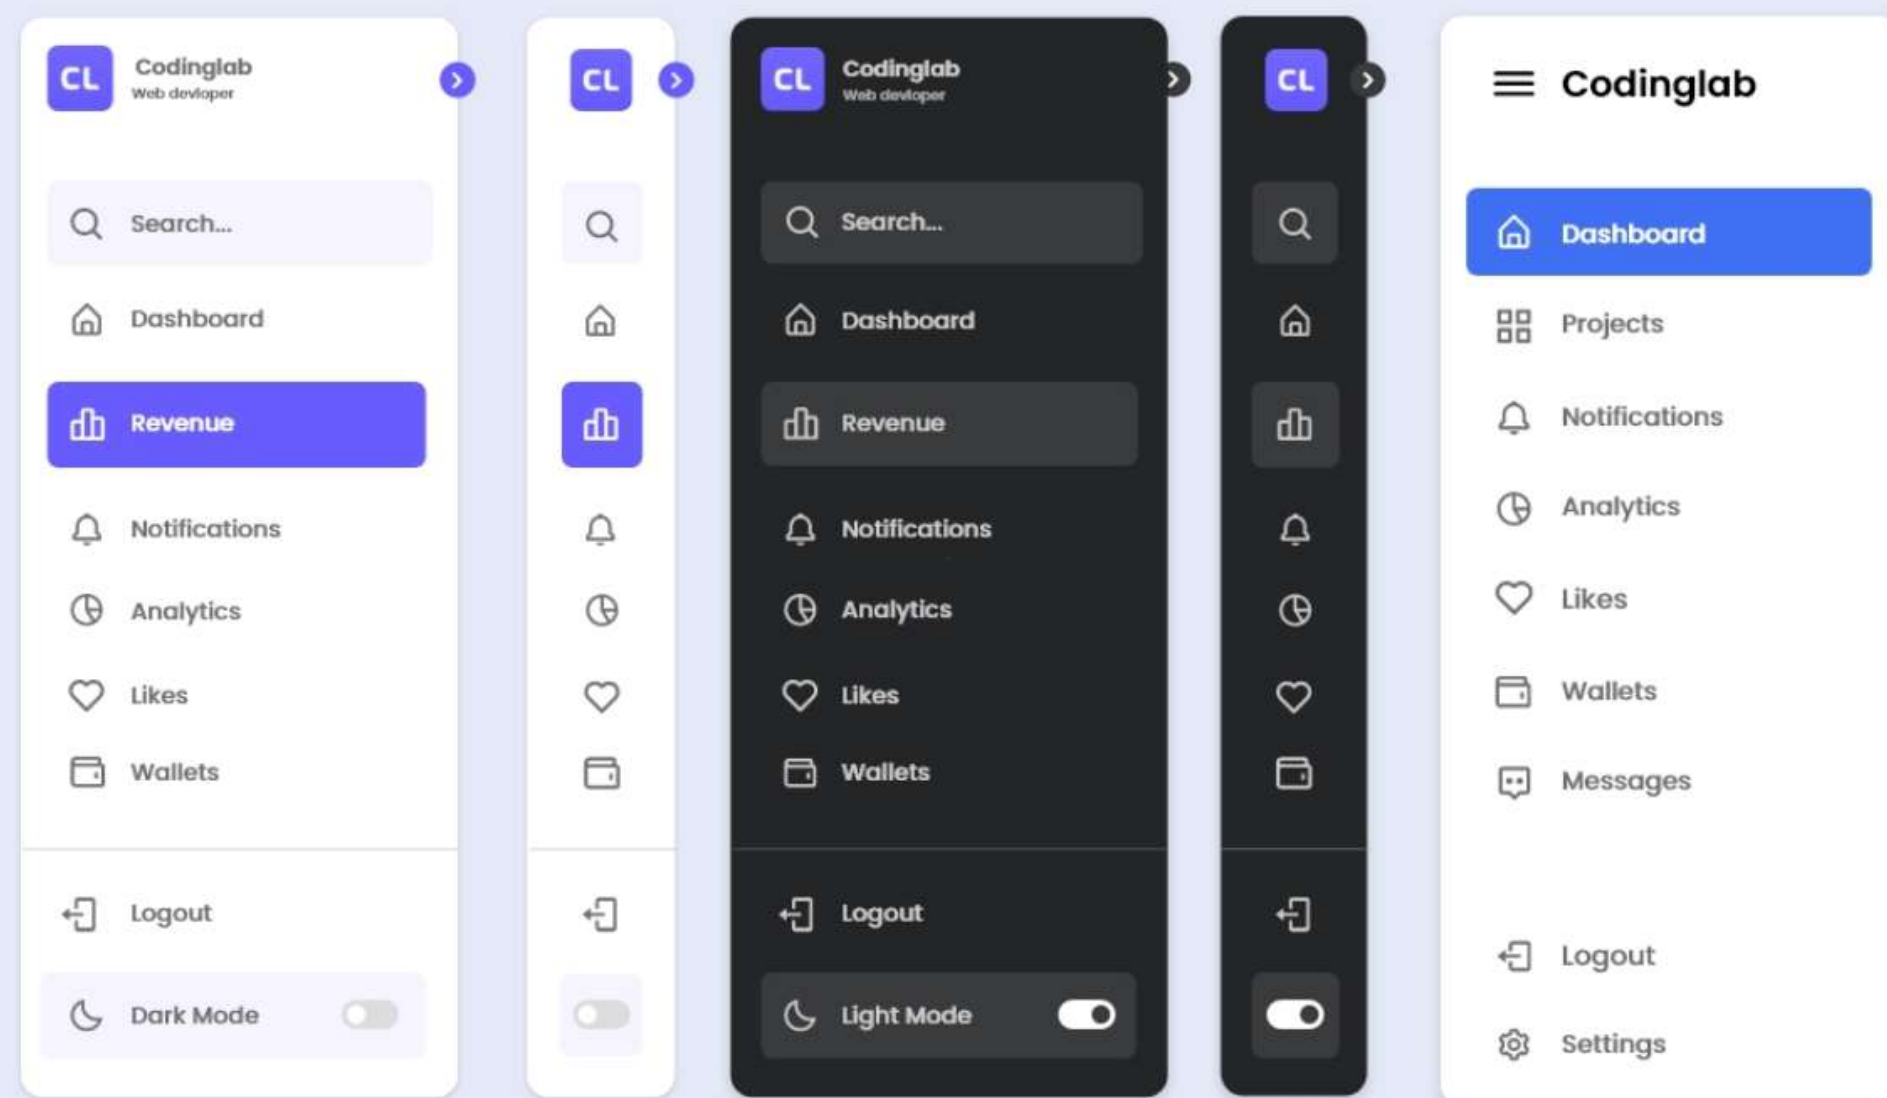 CL
Codinglab
Web devloper
Search...
Dashboard
Revenue
Notifications
Analytics
Likes
Wallets
Logout
Dark Mode
CL
CL
Codinglab
Web devloper
Search...
Dashboard
Revenue
Notifications
Analytics
Likes
Wallets
Logout
Light Mode
CL
Codinglab
Dashboard
Projects
Notifications
Analytics
Likes
Wallets
Messages
Logout
Settings